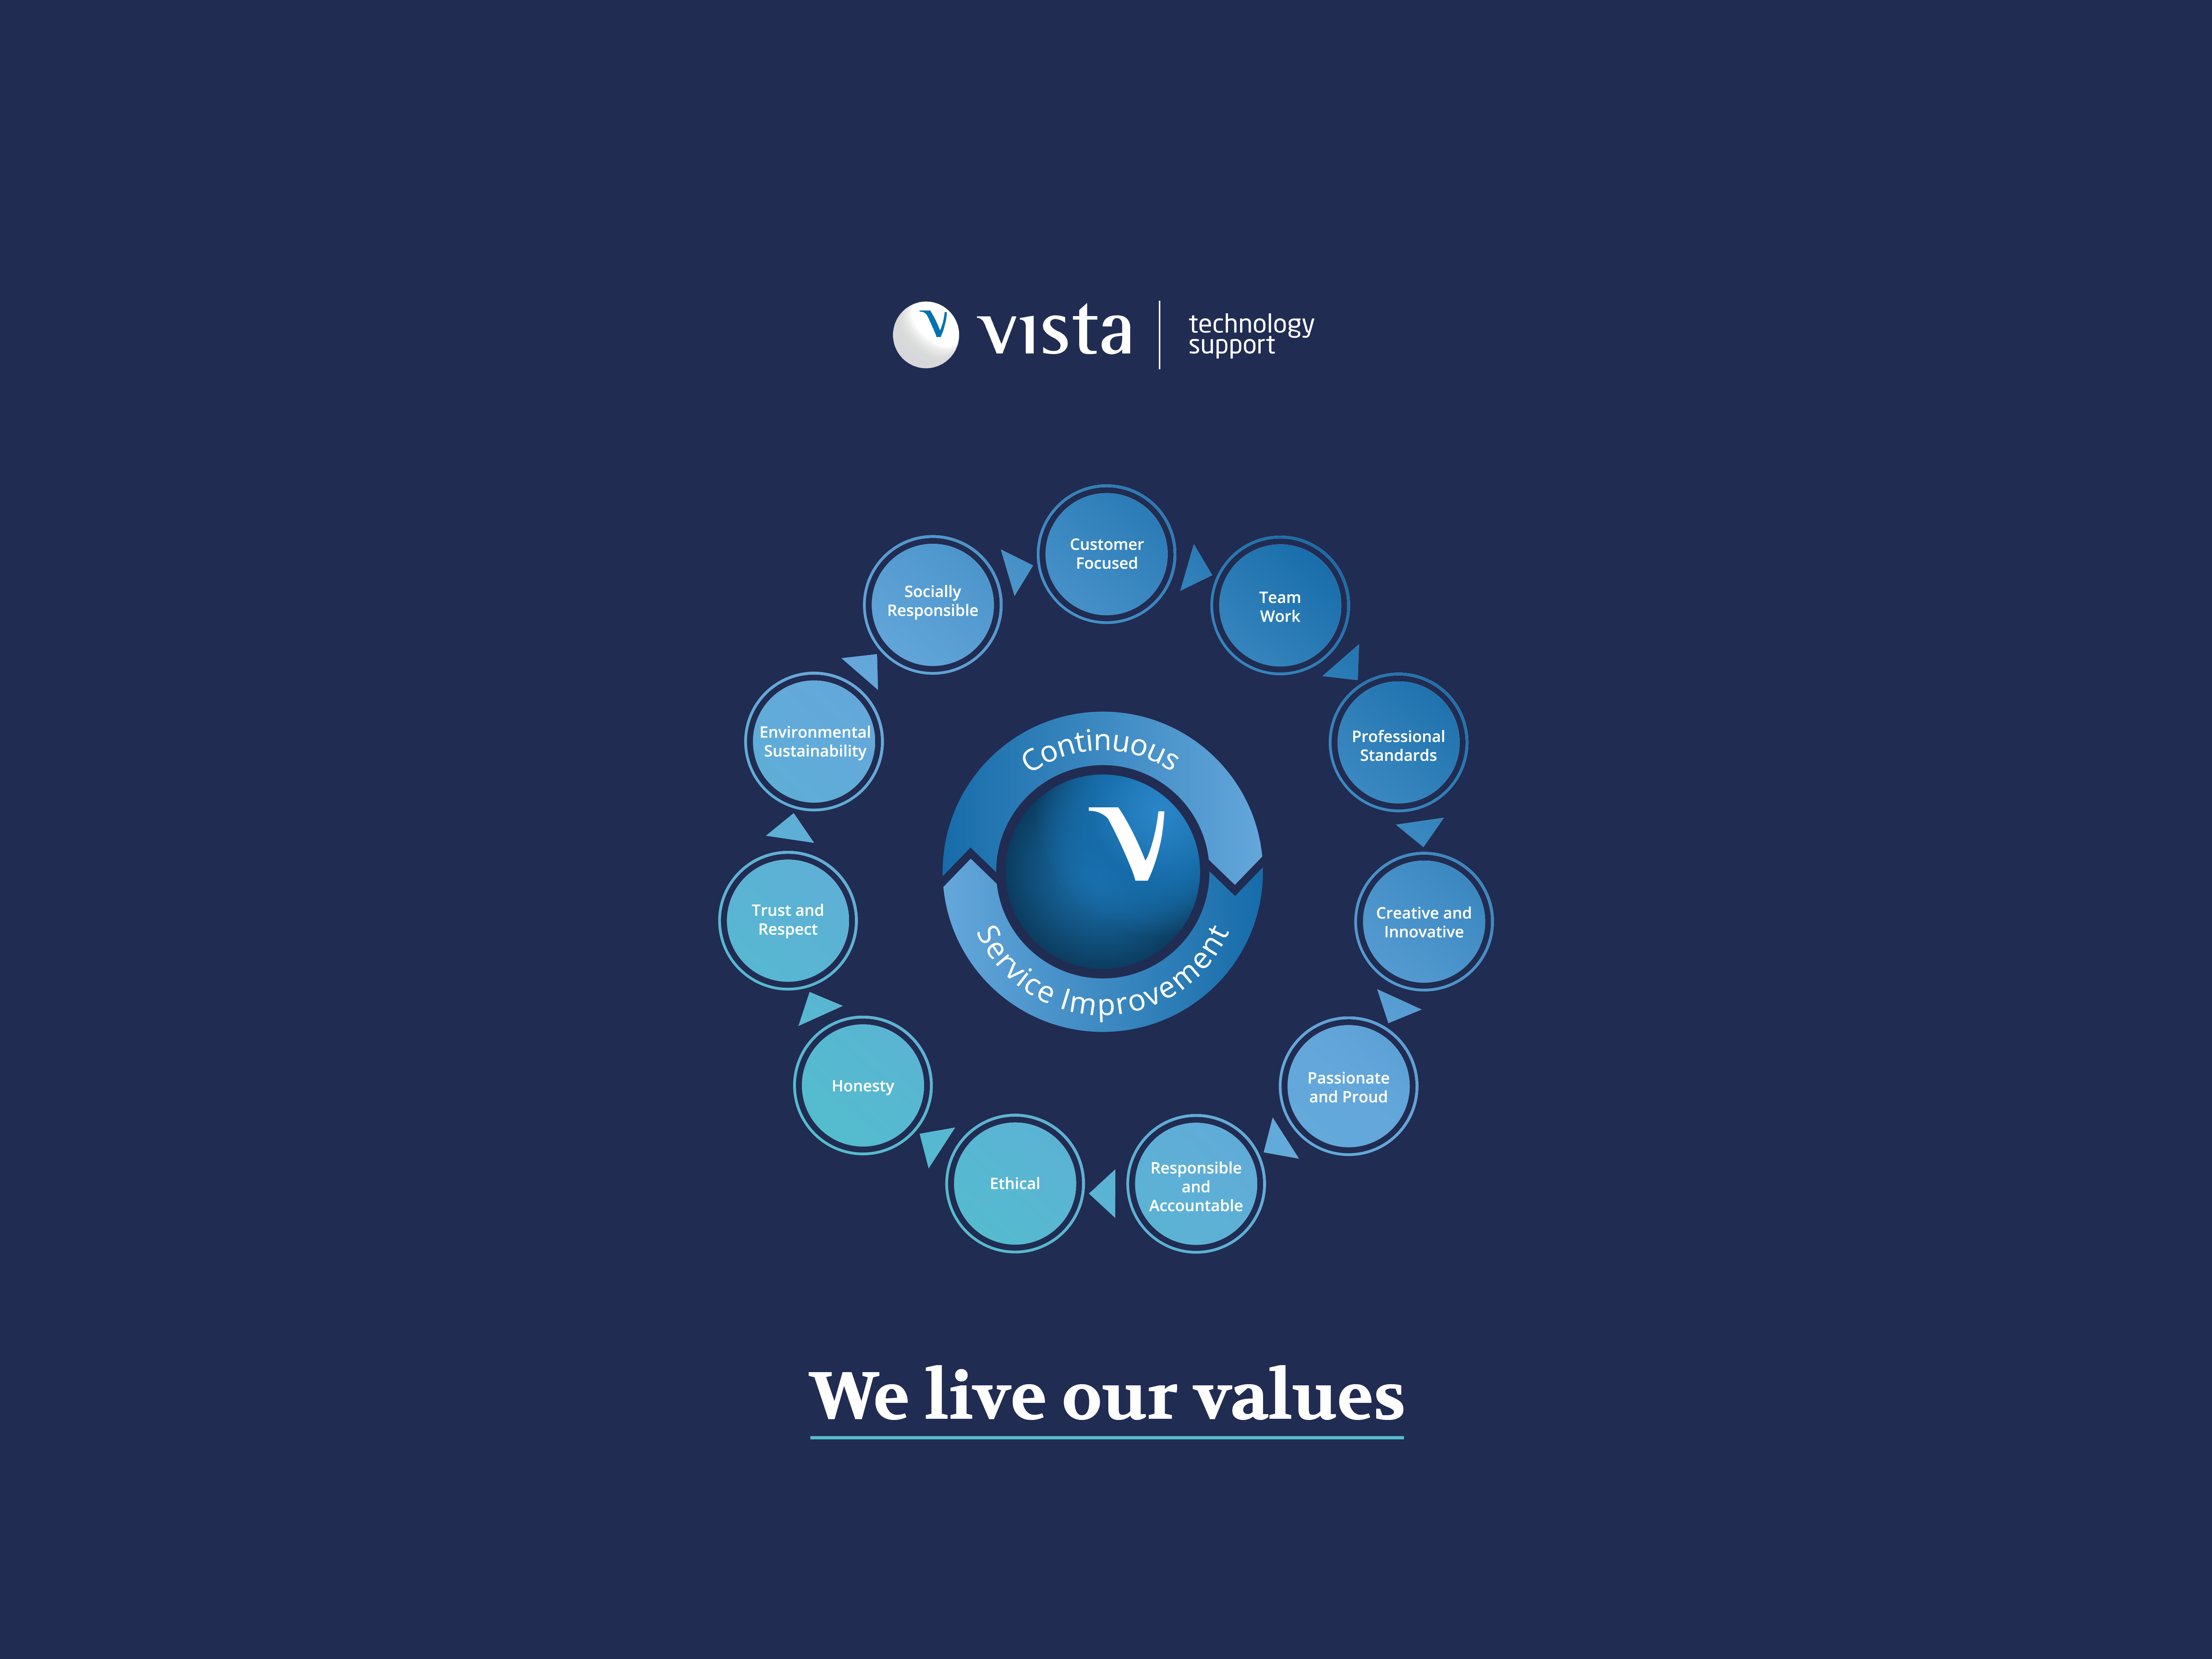 v vista
technology
support
Customer
Focused
Team
Work
Professional
Standards
Creative and
Innovative
Passionate
and Proud
Responsible
and
Accountable
Ethical
Honesty
Trust and
Respect
Environmental
Sustainability
Socially
Responsible
Continuous
v
Service Improvement
We live our values